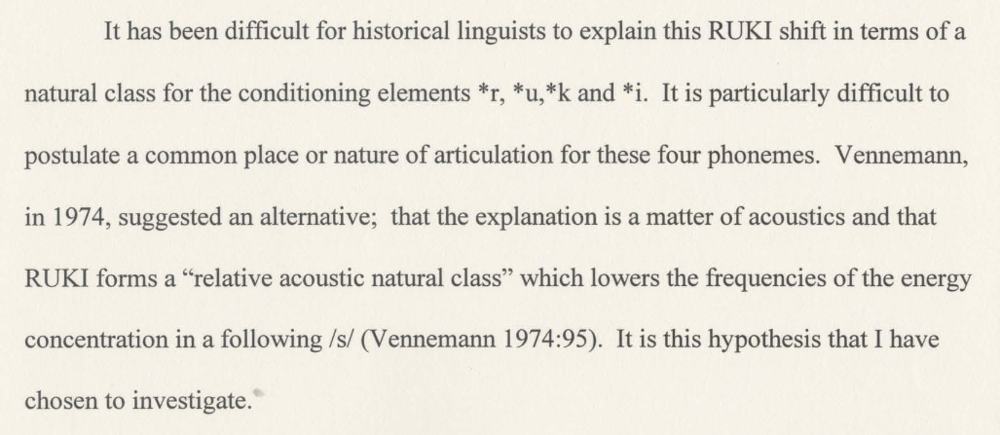 It has been difficult for historical linguists to explain this RUKI shift in terms of a
natural class for the conditioning elements *r, *u,*k and *i.  It is particularly difficult to
postulate a common place or nature of articulation for these four phonemes.  Vennemann,
in 1974, suggested an alternative;  that the explanation is a matter of acoustics and that
RUKI forms a “relative acoustic natural class” which lowers the frequencies of the energy
concentration in a following /s/ (Vennemann 1974:95).  It is this hypothesis that I have
chosen to investigate.